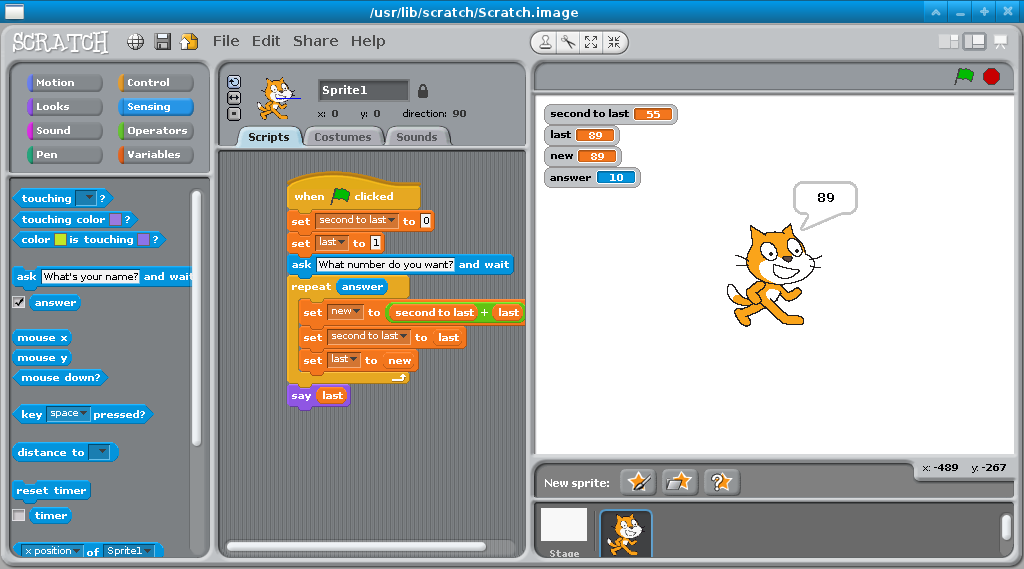 /usr/lib/scratch/Scratch.image
SCRATCH File Edit Share Help
Motion Control
Looks Sensing
Sound Operators
Pen Variables
touching ?
touching color ?
color is touching ?
ask What's your name? and wait
answer
mouse x
mouse y
mouse down?
key space pressed?
distance to
reset timer
timer
x position of Sprite1
Sprite1
x: 0 y: 0 direction: 90
Scripts Costumes Sounds
when clicked
set second to last to 0
set last to 1
ask What number do you want? and wait
repeat answer
set new to second to last + last
set second to last to last
set last to new
say last
second to last 55
last 89
new 89
answer 10
89
x: -489 y: -267
New sprite:
Stage